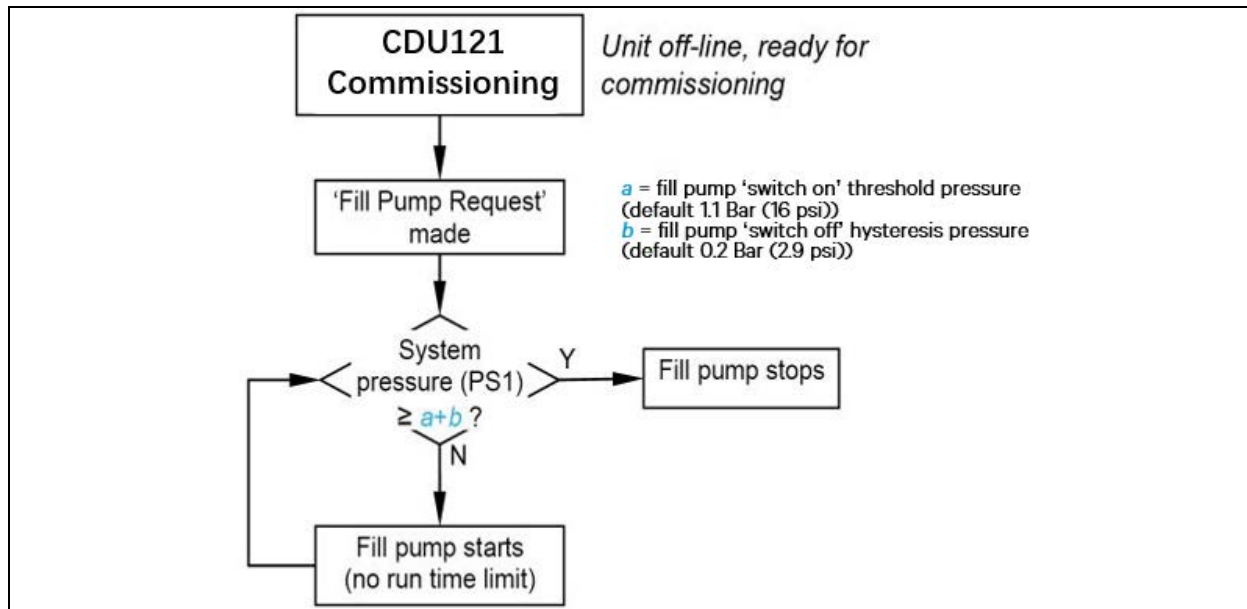 CDU121
Commissioning
Unit off-line, ready for
commissioning
‘Fill Pump Request’
made
a = fill pump ‘switch on’ threshold pressure
(default 1.1 Bar (16 psi))
b = fill pump ‘switch off’ hysteresis pressure
(default 0.2 Bar (2.9 psi))
System
pressure (PS1)
≥ a+b ?
Y
Fill pump stops
N
Fill pump starts
(no run time limit)